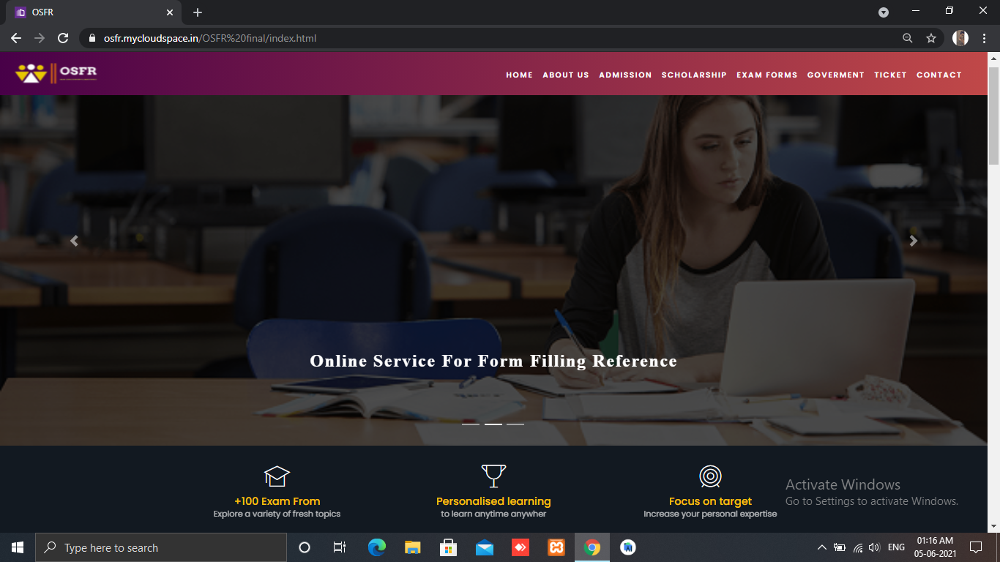 OSFR
osfr.mycloudspace.in/OSFR%20final/index.html
OSFR
HOME ABOUT US ADMISSION SCHOLARSHIP EXAM FORMS GOVERMENT TICKET CONTACT
Online Service For Form Filling Reference
+100 Exam From
Explore a variety of fresh topics
Personalised learning
to learn anytime anywher
Focus on target
Increase your personal expertise
Activate Windows
Go to Settings to activate Windows.
Type here to search
ENG
01:16 AM
05-06-2021